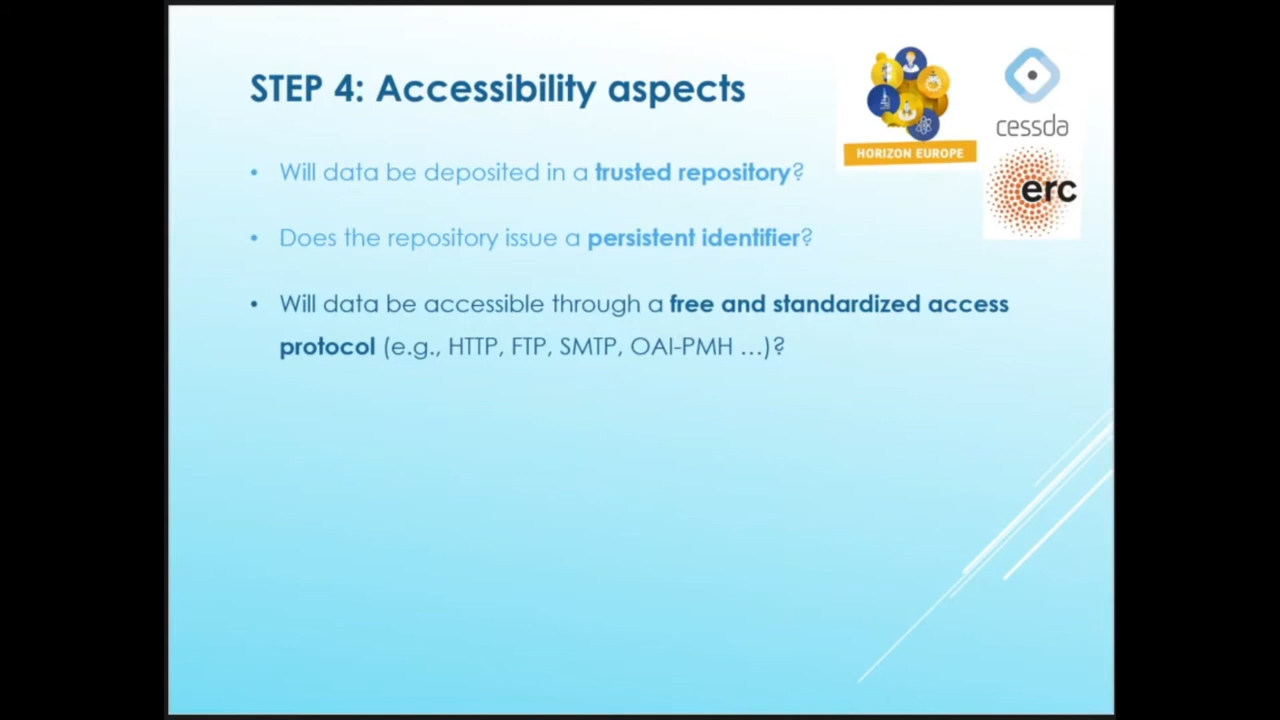 STEP 4: Accessibility aspects
HORIZON EUROPE
cessda
erc
• Will data be deposited in a trusted repository?
• Does the repository issue a persistent identifier?
• Will data be accessible through a free and standardized access
protocol (e.g., HTTP, FTP, SMTP, OAI-PMH ...)?